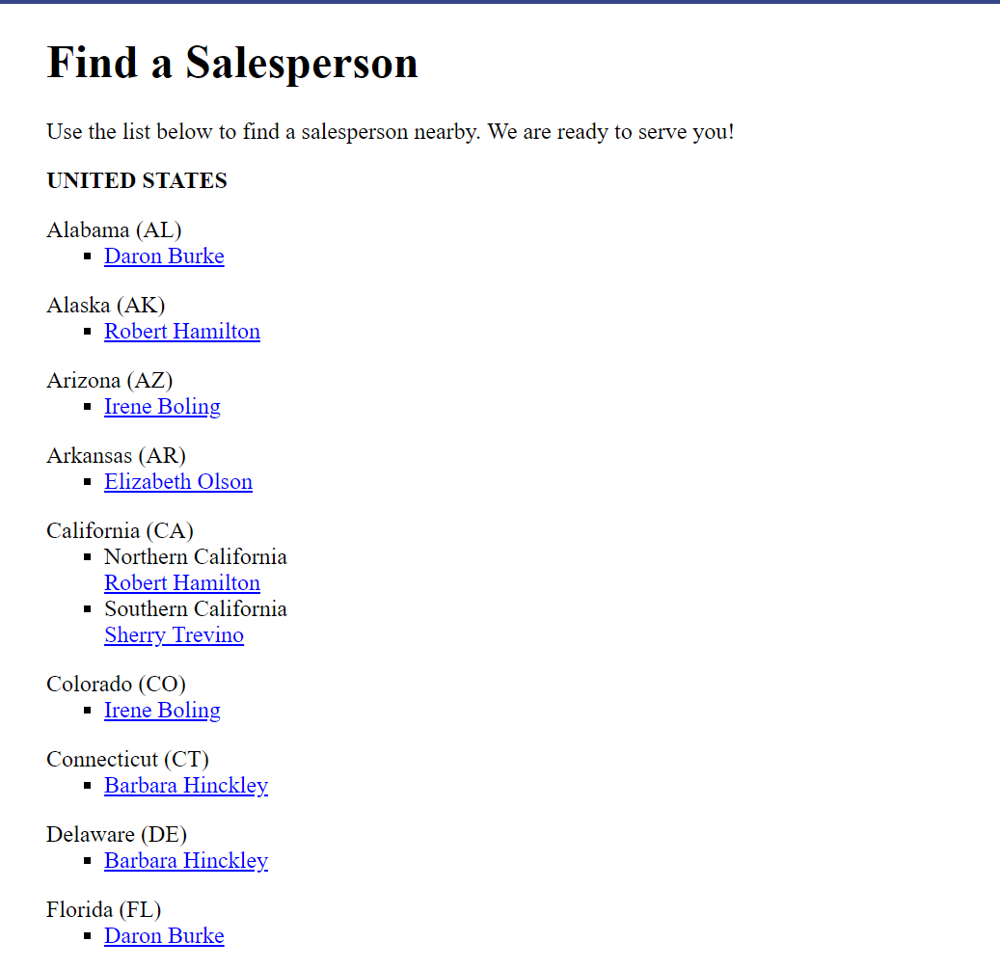 Find a Salesperson
Use the list below to find a salesperson nearby. We are ready to serve you!
UNITED STATES
Alabama (AL)
Daron Burke
Alaska (AK)
Robert Hamilton
Arizona (AZ)
Irene Boling
Arkansas (AR)
Elizabeth Olson
California (CA)
Northern California
Robert Hamilton
Southern California
Sherry Trevino
Colorado (CO)
Irene Boling
Connecticut (CT)
Barbara Hinckley
Delaware (DE)
Barbara Hinckley
Florida (FL)
Daron Burke